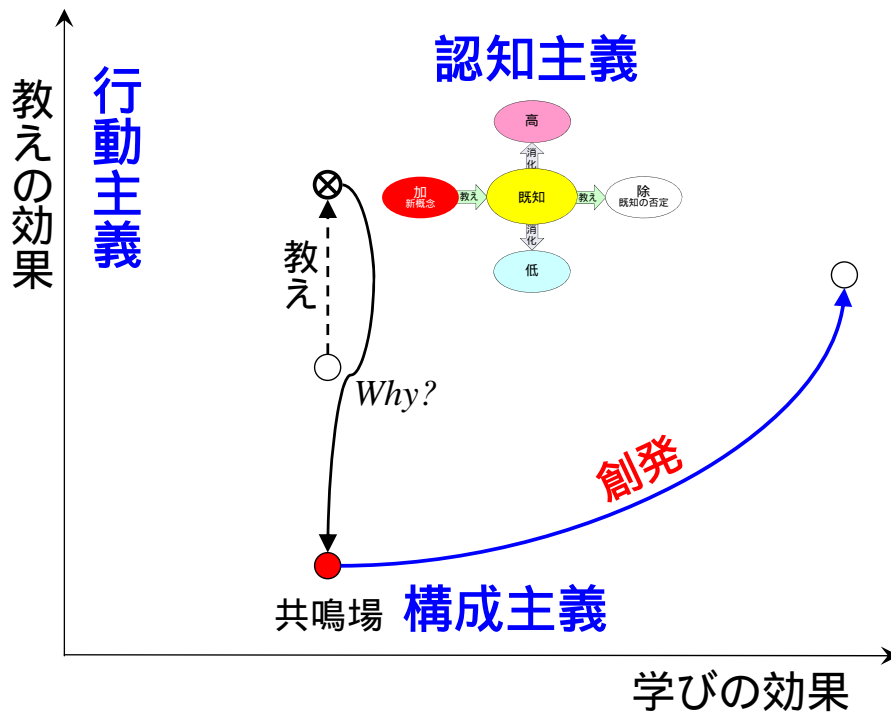 教えの効果
行動主義
認知主義
高
消化
加
新概念
教え
既知
教え
除
既知の否定
消化
低
教え
Why?
創発
共鳴場
構成主義
学びの効果